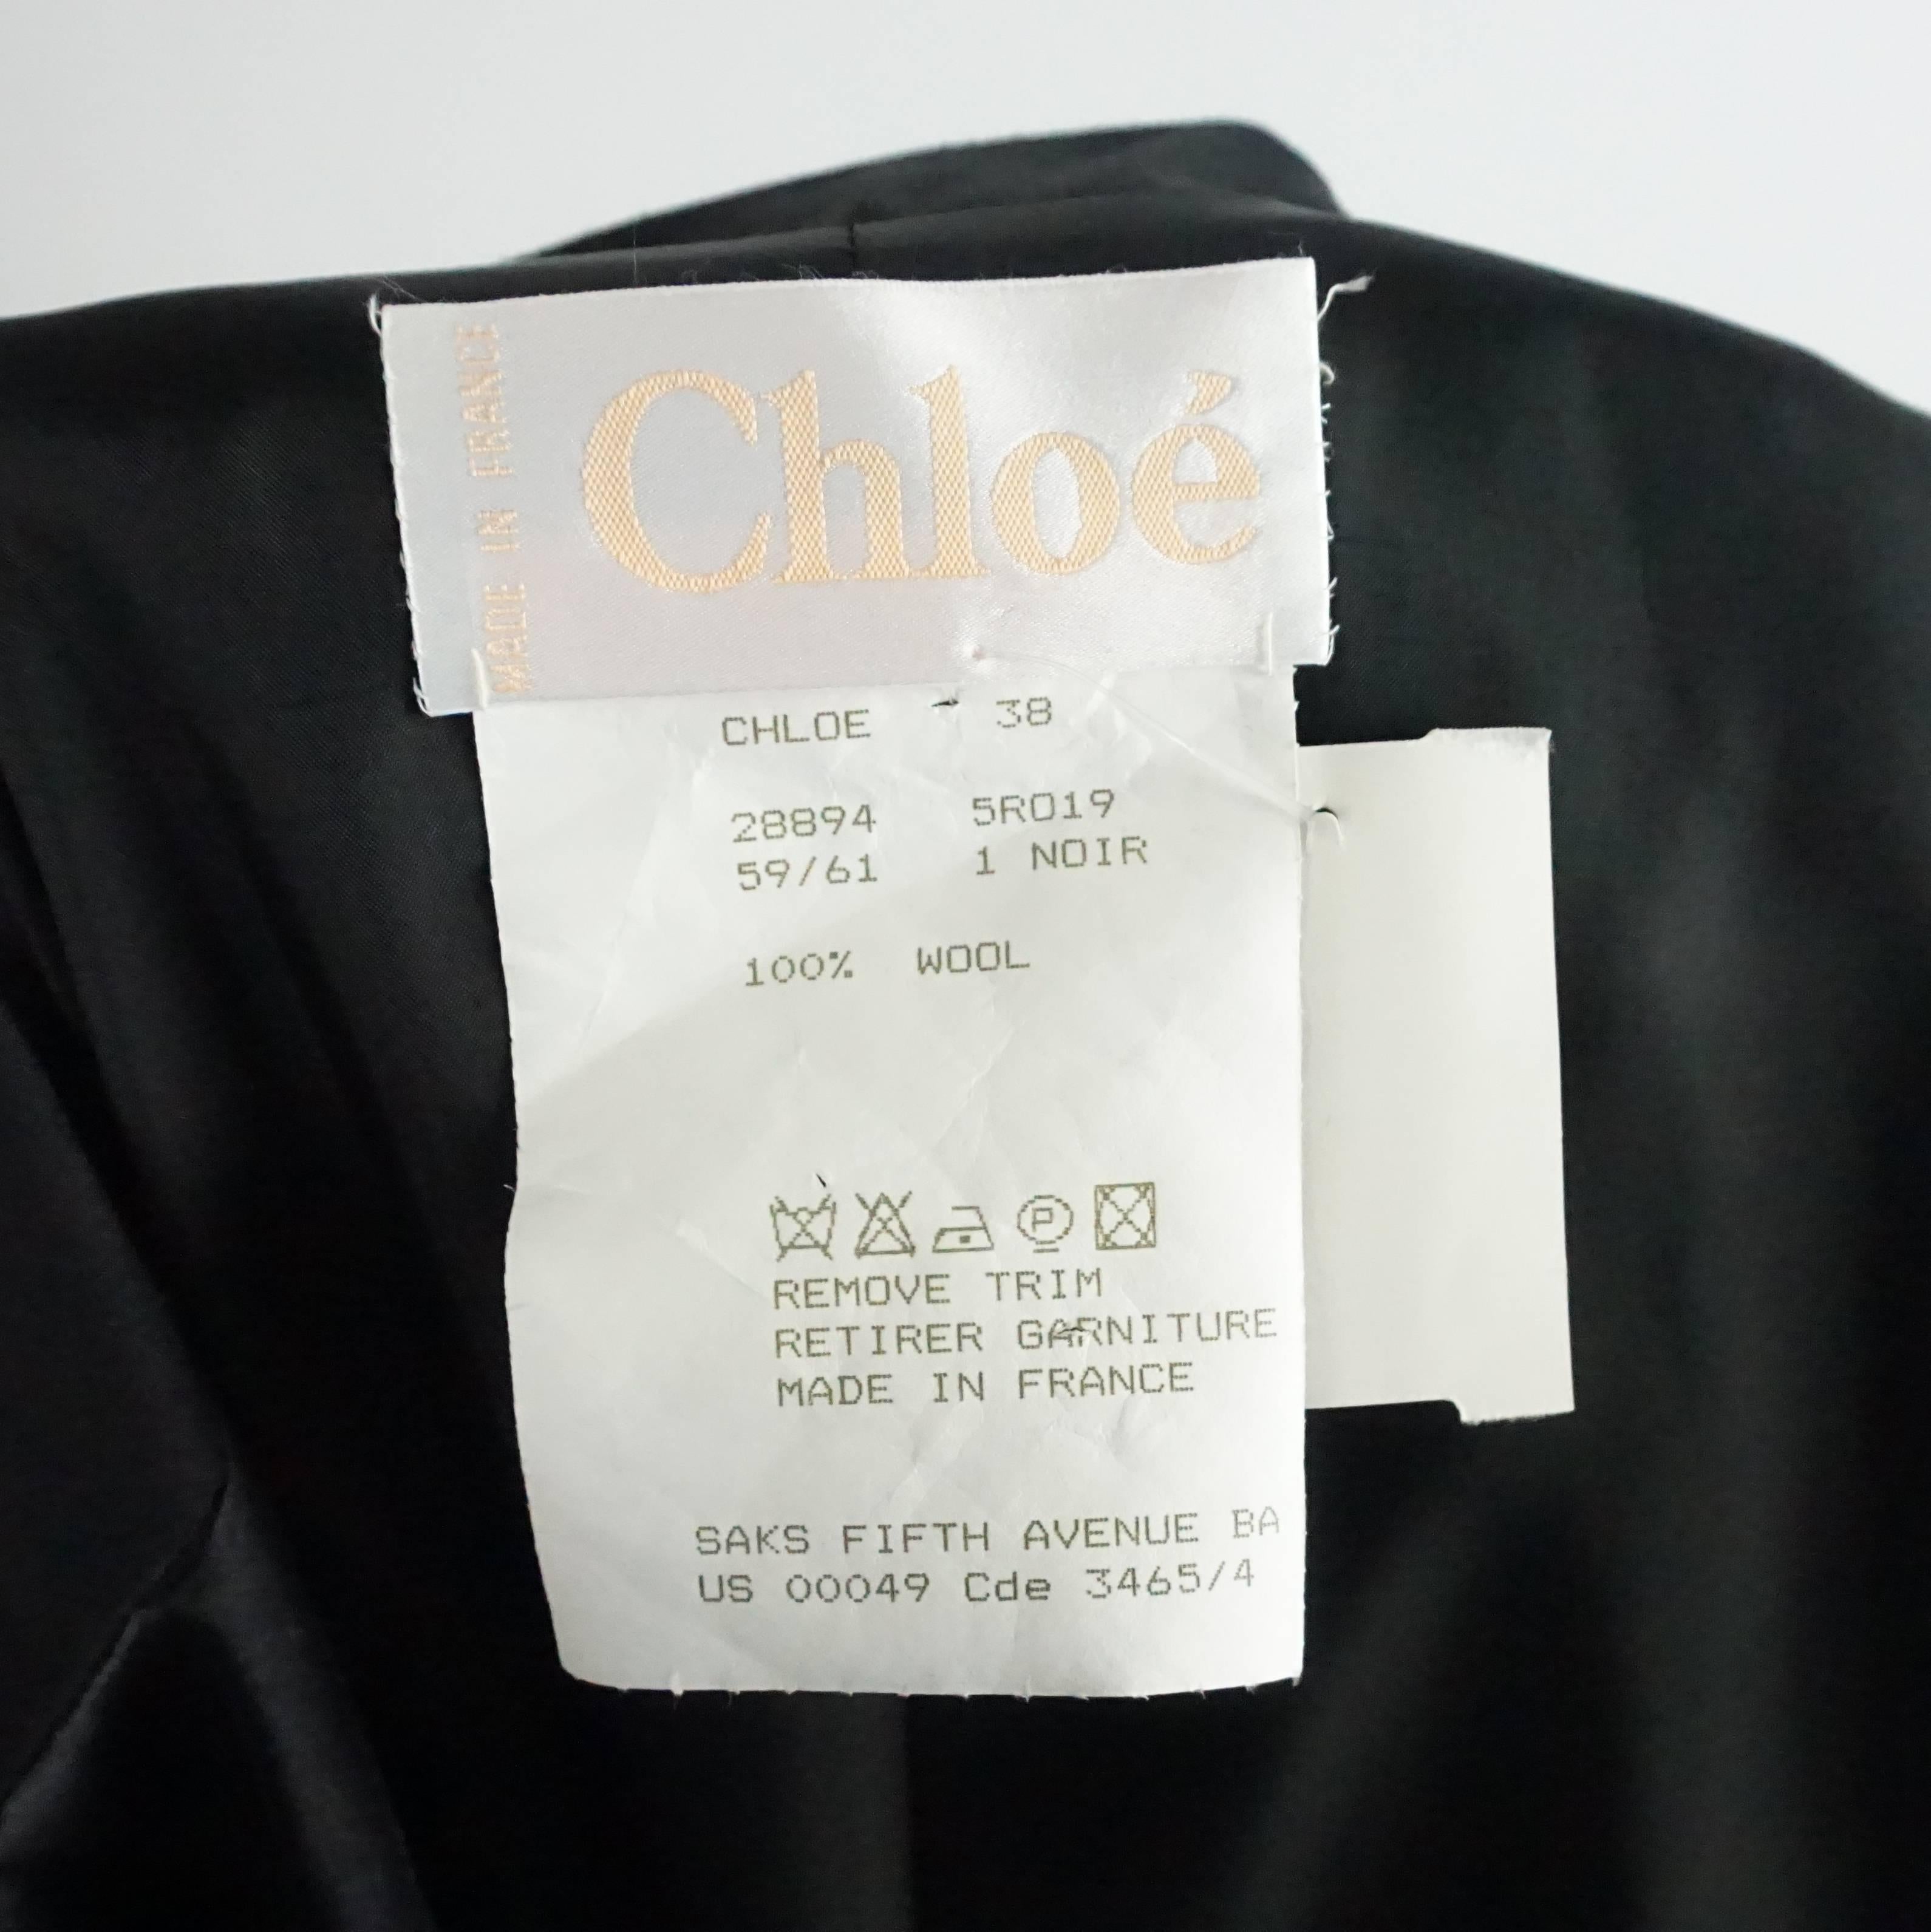 MADE IN FRANCE
Chloé
CHLOE 38
28894 5R019
59/61 1 NOIR
100% WOOL
P
REMOVE TRIM
RETIRER GARNITURE
MADE IN FRANCE
SAKS FIFTH AVENUE BA
US 00049 Cde 3465/4